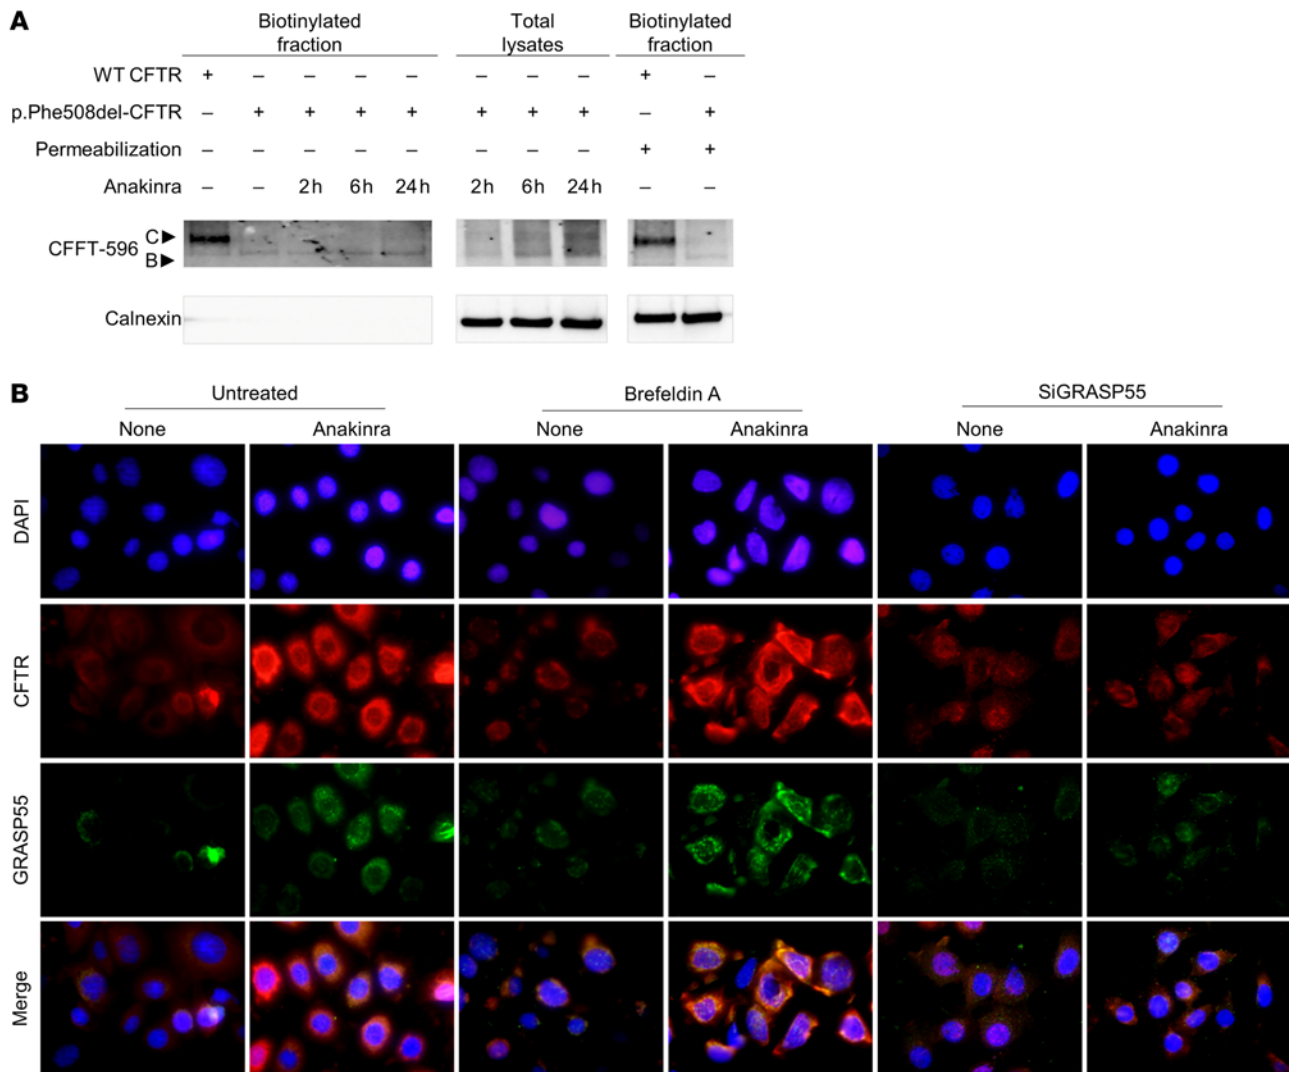 A
Biotinylated fraction
Total lysates
Biotinylated fraction
WT CFTR + – – – – – – – + –
p.Phe508del-CFTR – + + + + + + + – +
Permeabilization – – – – – – – – + +
Anakinra – – 2h 6h 24h 2h 6h 24h – –
CFFT-596
C
B
Calnexin
B
Untreated Brefeldin A SiGRASP55
None Anakinra None Anakinra None Anakinra
DAPI
CFTR
GRASP55
Merge